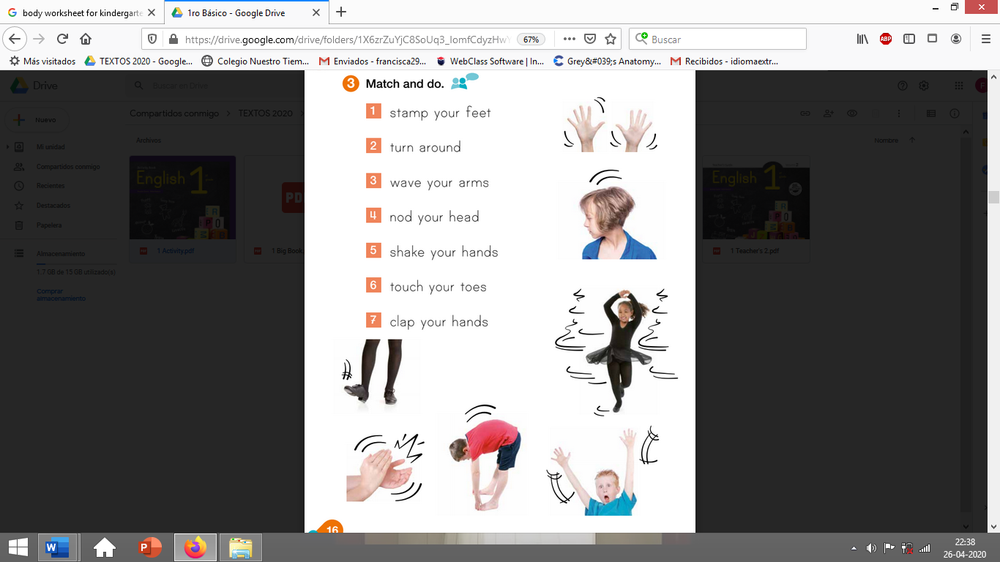 body worksheet for kindergarte
1ro Básico - Google Drive
https://drive.google.com/drive/folders/1X6zrZuYjC8SoUq3_IomfCdyzHwY
67%
Buscar
Más visitados
TEXTOS 2020 - Google...
Colegio Nuestro Tiem...
Enviados - francisca29...
WebClass Software | In...
Grey&#039;s Anatomy...
Recibidos - idiomaextr...
Drive
Buscar en Drive
Nuevo
Compartidos conmigo
TEXTOS 2020
Archivos
Nombre
Mi unidad
Compartidos conmigo
Recientes
Destacados
Papelera
Almacenamiento
1.7 GB de 15 GB utilizado(s)
Comprar
almacenamiento
English 1
1 Activity.pdf
PD
1 Big Book.
English 1
1 Teacher's 2.pdf
3 Match and do.
1 stamp your feet
2 turn around
3 wave your arms
4 nod your head
5 shake your hands
6 touch your toes
7 clap your hands
16
22:38
26-04-2020